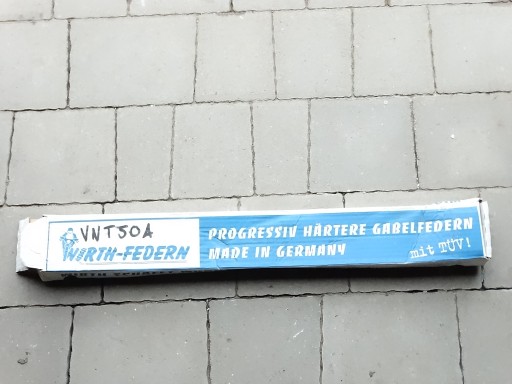 VNT50A
WIRTH-FEDERN
PROGRESSIV HÄRTERE GABELFEDERN
MADE IN GERMANY
mit TÜV!